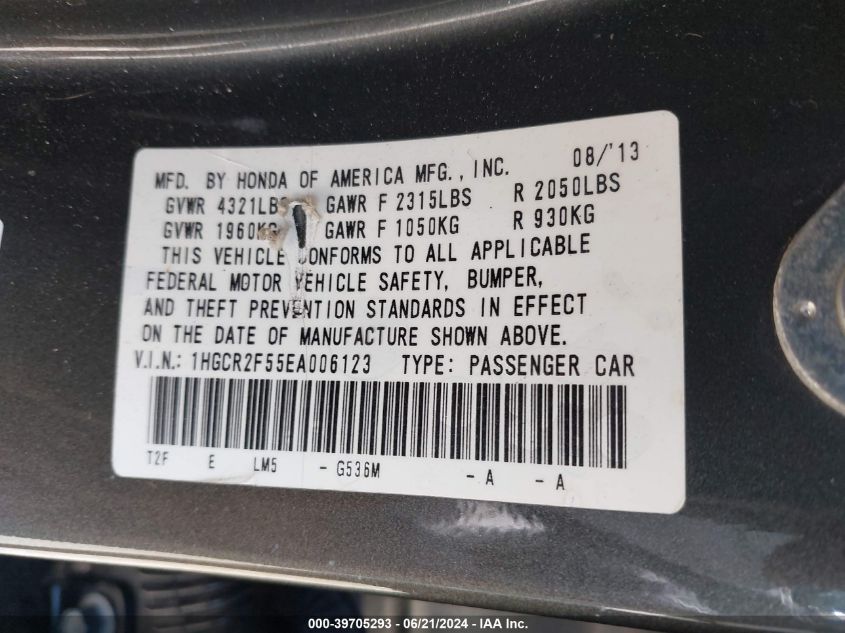 MFD. BY HONDA OF AMERICA MFG., INC. 08/'13
GVWR 4321LBS GAWR F 2315LBS R 2050LBS
GVWR 1960KG GAWR F 1050KG R 930KG
THIS VEHICLE CONFORMS TO ALL APPLICABLE
FEDERAL MOTOR VEHICLE SAFETY, BUMPER,
AND THEFT PREVENTION STANDARDS IN EFFECT
ON THE DATE OF MANUFACTURE SHOWN ABOVE.
V.I.N.: 1HGCR2F55EA006123 TYPE: PASSENGER CAR
T2F E LM5 - G536M - A - A
000-39705293 - 06/21/2024 - IAA Inc.